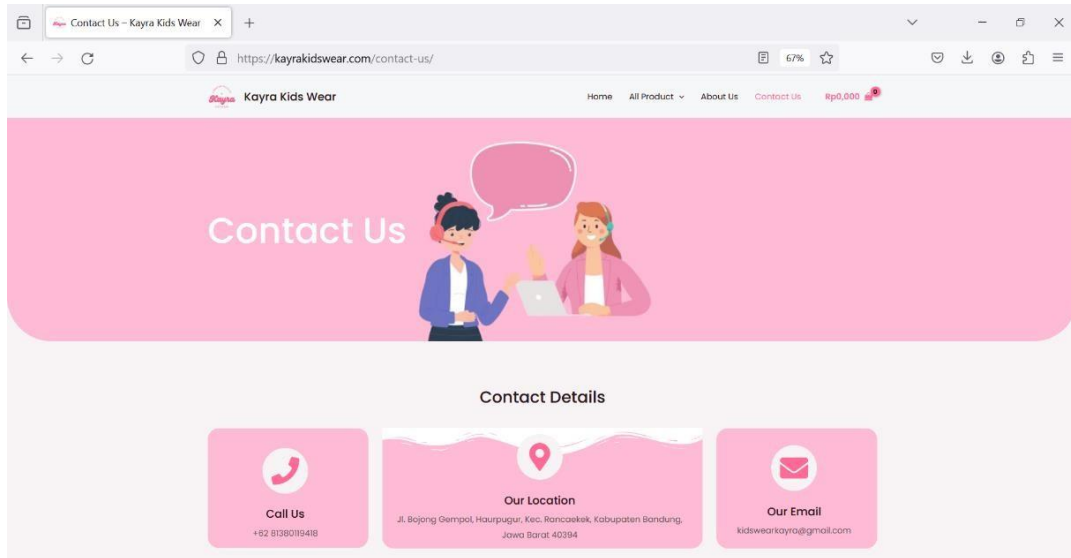 Contact Us – Kayra Kids Wear
https://kayrakidswear.com/contact-us/
67%
Kayra
Kayra Kids Wear
Home
All Product
About Us
Contact Us
Rp0,000
0
Contact Us
Contact Details
Call Us
+62 81380119418
Our Location
Jl. Bojong Gempol, Haurpugur, Kec. Rancaekek, Kabupaten Bandung,
Jawa Barat 40394
Our Email
kidswearkayra@gmail.com